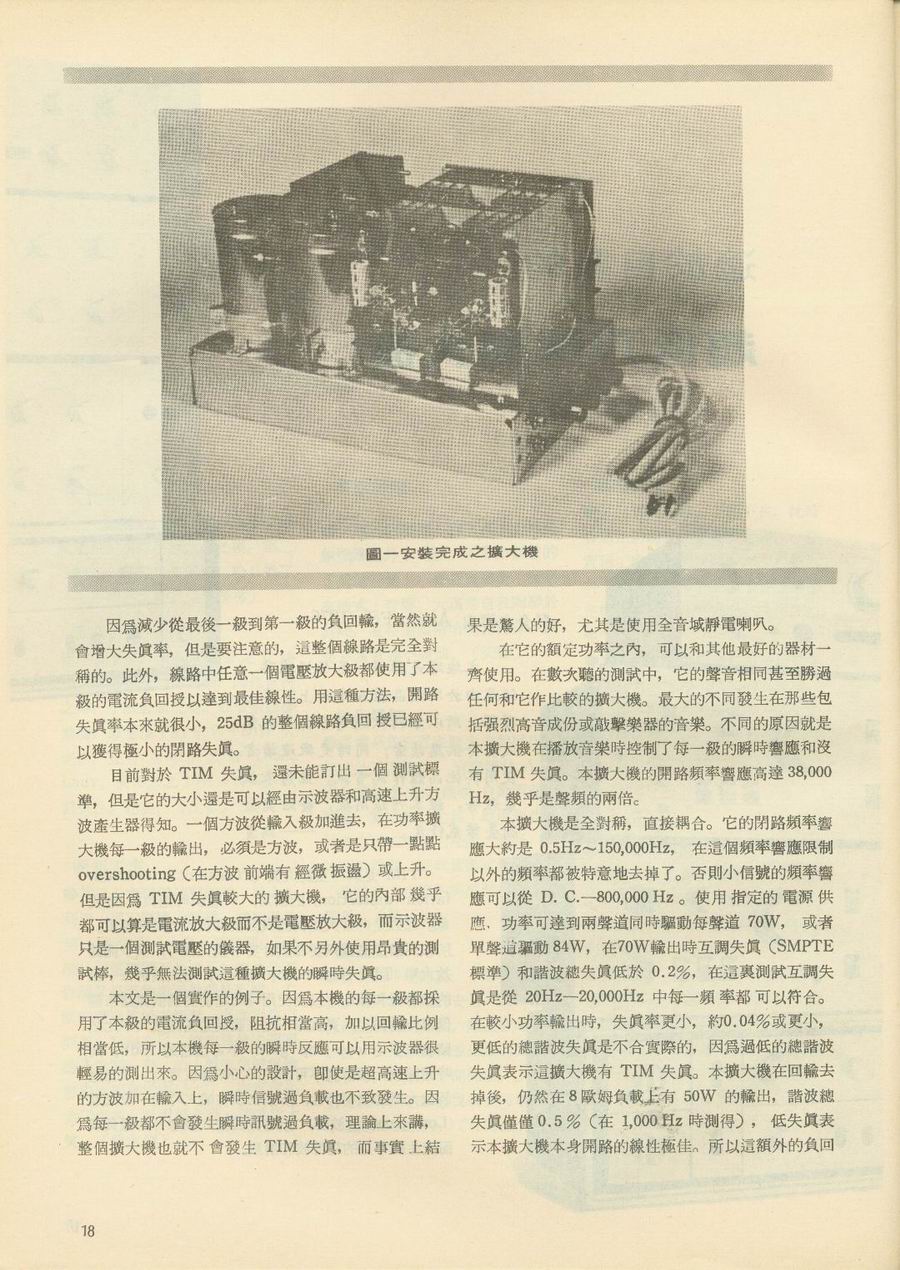 圖一安裝完成之擴大機
因爲減少從最後一級到第一級的負回輸，當然就
會增大失眞率，但是要注意的，這整個線路是完全對
稱的。此外，線路中任意一個電壓放大級都使用了本
級的電流負回授以達到最佳線性。用這種方法，開路
失眞率本來就很小，25dB 的整個線路負回授已經可
以獲得極小的閉路失眞。
目前對於 TIM 失眞，還未能訂出一個測試標
準，但是它的大小還是可以經由示波器和高速上升方
波產生器得知。一個方波從輸入級加進去，在功率擴
大機每一級的輸出，必須是方波，或者是只帶一點點
overshooting（在方波前端有經微振盪）或上升。
但是因爲 TIM 失眞較大的擴大機，它的內部幾乎
都可以算是電流放大級而不是電壓放大級，而示波器
只是一個測試電壓的儀器，如果不另外使用昂貴的測
試棒，幾乎無法測試這種擴大機的瞬時失眞。
本文是一個實作的例子。因爲本機的每一級都採
用了本級的電流負回授，阻抗相當高，加以回輸比例
相當低，所以本機每一級的瞬時反應可以用示波器很
輕易的測出來。因爲小心的設計，卽使是超高速上升
的方波加在輸入上，瞬時信號過負載也不致發生。因
爲每一級都不會發生瞬時訊號過負載，理論上來講，
整個擴大機也就不會發生 TIM 失眞，而事實上結
果是驚人的好，尤其是使用全音域靜電喇叭。
在它的額定功率之內，可以和其他最好的器材一
齊使用。在數次聽的測試中，它的聲音相同甚至勝過
任何和它作比較的擴大機。最大的不同發生在那些包
括强烈高音成份或敲擊樂器的音樂。不同的原因就是
本擴大機在播放音樂時控制了每一級的瞬時響應和沒
有 TIM 失眞。本擴大機的開路頻率響應高達 38,000
Hz，幾乎是聲頻的兩倍。
本擴大機是全對稱，直接耦合。它的閉路頻率響
應大約是 0.5Hz～150,000Hz，在這個頻率響應限制
以外的頻率都被特意地去掉了。否則小信號的頻率響
應可以從 D. C.—800,000 Hz。使用指定的電源供
應、功率可達到兩聲道同時驅動每聲道 70W，或者
單聲道驅動 84W，在70W輸出時互調失眞（SMPTE
標準）和諧波總失眞低於 0.2%，在這裏測試互調失
眞是從 20Hz—20,000Hz 中每一頻率都可以符合。
在較小功率輸出時，失眞率更小，約0.04%或更小，
更低的總諧波失眞是不合實際的，因爲過低的總諧波
失眞表示這擴大機有 TIM 失眞。本擴大機在回輸去
掉後，仍然在 8 歐姆負載上有 50W 的輸出，諧波總
失眞僅僅 0.5％（在 1,000 Hz 時測得），低失眞表
示本擴大機本身開路的線性極佳。所以這額外的負回
18